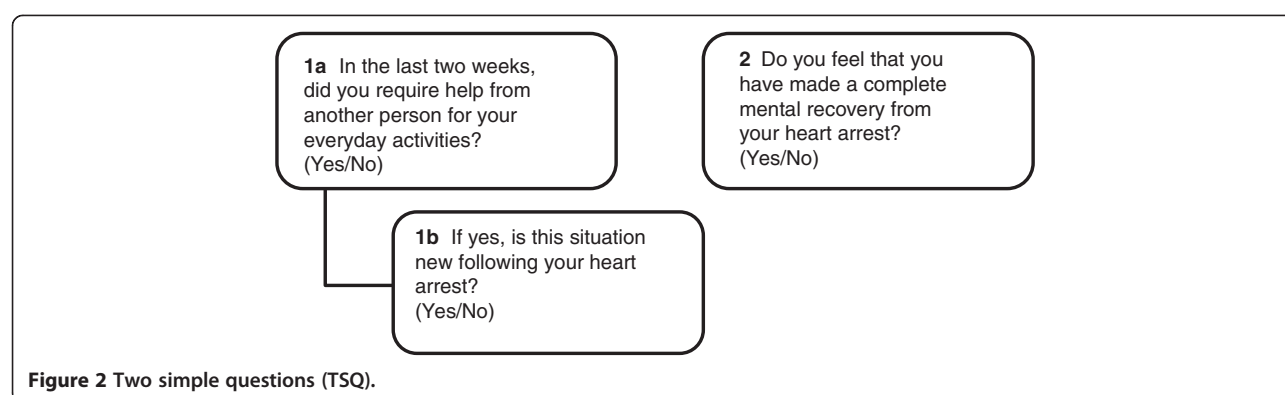 1a In the last two weeks,
did you require help from
another person for your
everyday activities?
(Yes/No)
2 Do you feel that you
have made a complete
mental recovery from
your heart arrest?
(Yes/No)
1b If yes, is this situation
new following your heart
arrest?
(Yes/No)
Figure 2 Two simple questions (TSQ).